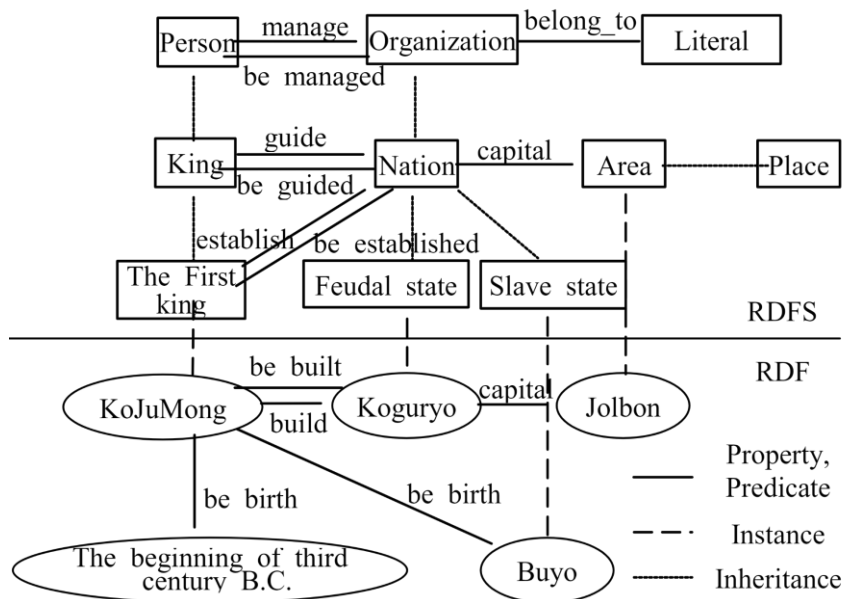 Person
manage
be managed
Organization
belong_to
Literal
King
guide
be guided
Nation
capital
Area
Place
establish
be established
The First
king
Feudal state
Slave state
RDFS
RDF
KoJuMong
be built
build
Koguryo
capital
Jolbon
be birth
be birth
Property,
Predicate
Instance
Inheritance
The beginning of third
century B.C.
Buyo